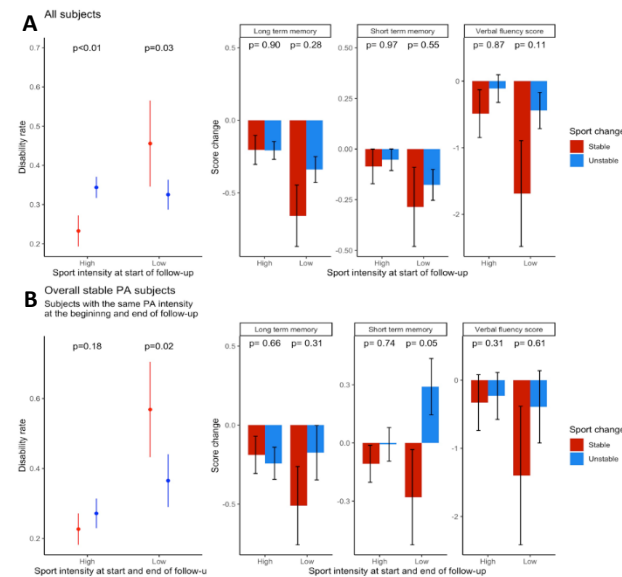 A
All subjects
p<0.01 p=0.03
Disability rate
0.7
0.6
0.5
0.4
0.3
0.2
High Low
Long term memory Short term memory Verbal fluency score
p= 0.90 p= 0.28 p= 0.97 p= 0.55 p= 0.87 p= 0.11
Score change
0.5
0.0
-0.5
0.50
0.25
0.00
-0.25
-0.50
0
-1
-2
High Low High Low High Low
Sport change
Stable
Unstable
Sport intensity at start of follow-up Sport intensity at start of follow-up
B
Overall stable PA subjects
Subjects with the same PA intensity
at the begininng and end of follow-up
p=0.18 p=0.02
Disability rate
0.6
0.4
0.2
High Low
Long term memory Short term memory Verbal fluency score
p= 0.66 p= 0.31 p= 0.74 p= 0.05 p= 0.31 p= 0.61
Score change
0.5
0.0
-0.5
0.3
0.0
-0.3
0
-1
-2
High Low High Low High Low
Sport change
Stable
Unstable
Sport intensity at start and end of follow-u Sport intensity at start and end of follow-up